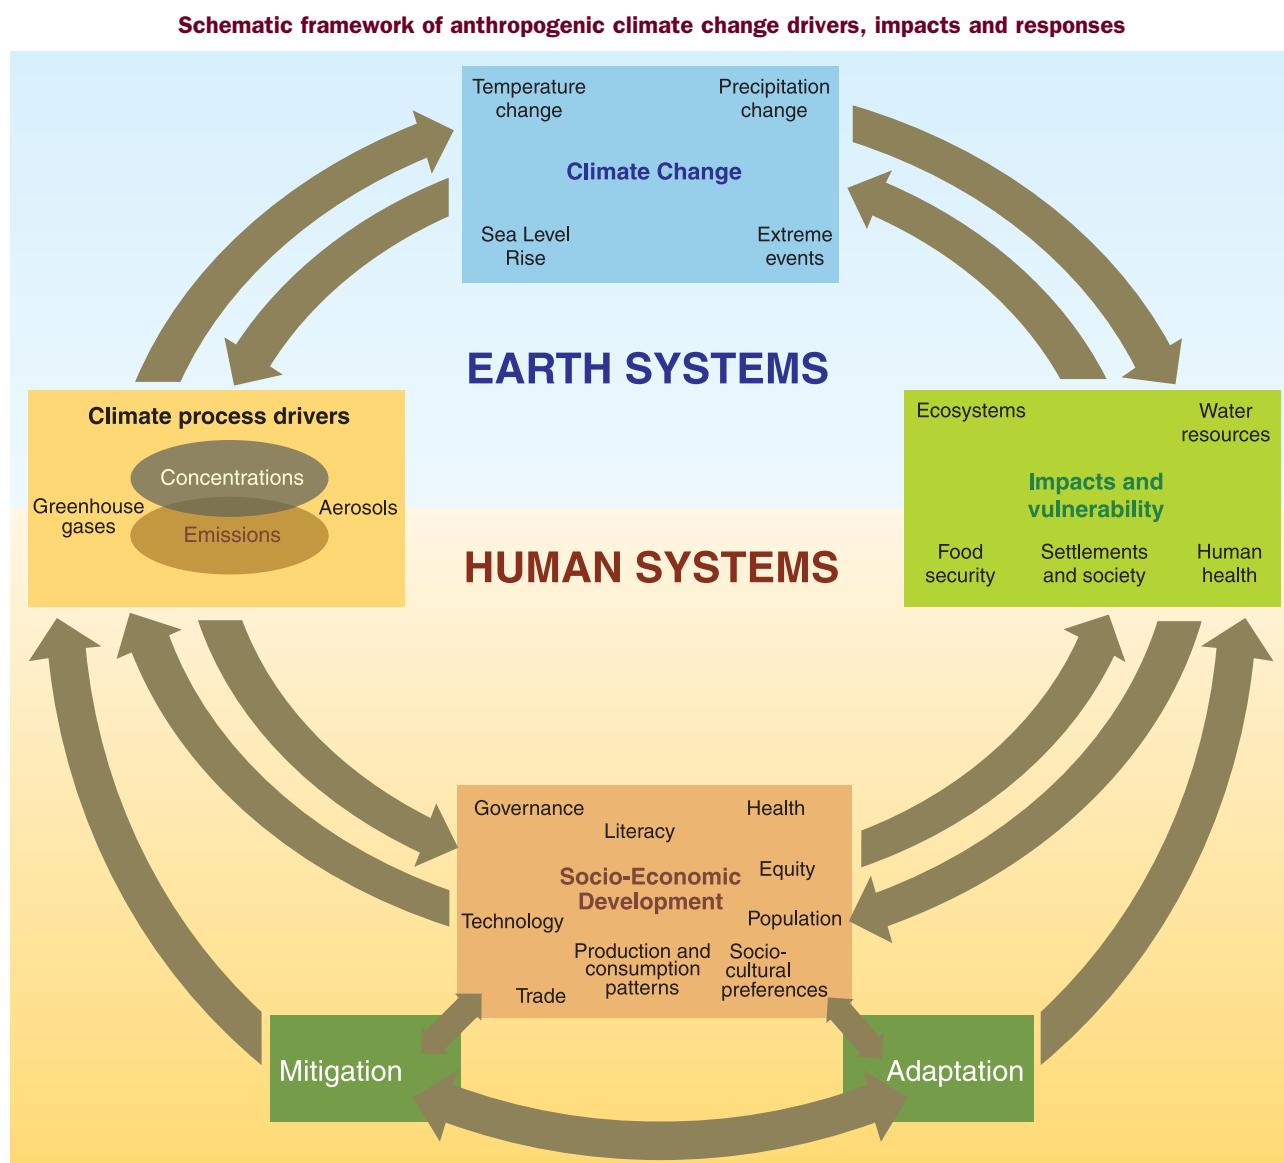 Schematic framework of anthropogenic climate change drivers, impacts and responses
Temperature
change
Precipitation
change
Climate Change
Sea Level
Rise
Extreme
events
EARTH SYSTEMS
Climate process drivers
Concentrations
Greenhouse
gases
Aerosols
Emissions
Ecosystems
Water
resources
Impacts and
vulnerability
Food
security
Settlements
and society
Human
health
HUMAN SYSTEMS
Governance
Literacy
Health
Socio-Economic
Development
Equity
Technology
Population
Production and
consumption
patterns
Socio-
cultural
preferences
Trade
Mitigation
Adaptation